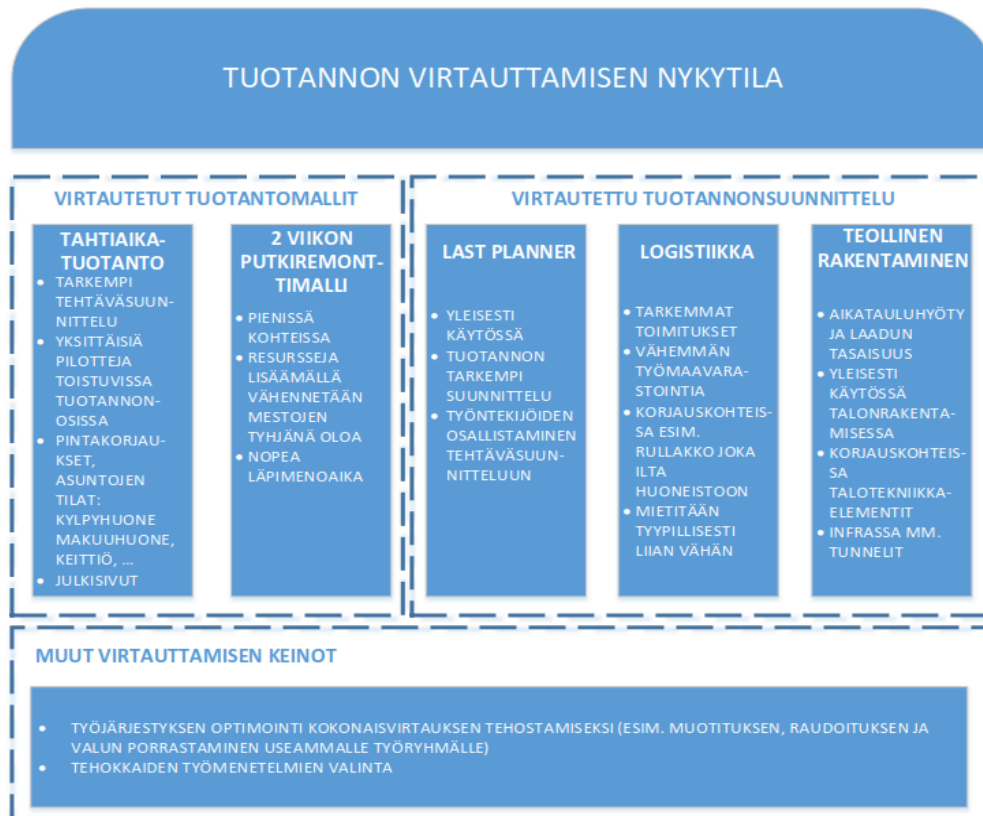 TUOTANNON VIRTAUTTAMISEN NYKYTILA
VIRTAUTETUT TUOTANTOMALLIT
TAHTIAIKA-
TUOTANTO
• TARKEMPI
TEHTÄVÄSUUN-
NITTELU
• YKSITTÄISIÄ
PILOTTEJA
TOISTUVISSA
TUOTANNON-
OSISSA
• PINTAKORJAU-
KSET,
ASUNTOJEN
TILAT:
KYLPYHUONE
MAKUUHUONE,
KEITTIÖ, ...
• JULKISIVUT
2 VIIKON
PUTKIREMONT-
TIMALLI
• PIENISSÄ
KOHTEISSA
• RESURSSEJA
LISÄÄMÄLLÄ
VÄHENNETÄÄN
MESTOJEN
TYHJÄNÄ OLOA
• NOPEA
LÄPIMENOAIKA
VIRTAUTETTU TUOTANNONSUUNNITTELU
LAST PLANNER
• YLEISESTI
KÄYTÖSSÄ
• TUOTANNON
TARKEMPI
SUUNNITTELU
• TYÖNTEKIJÖIDEN
OSALLISTAMINEN
TEHTÄVÄSUUN-
NITTELUUN
LOGISTIIKKA
• TARKEMMAT
TOIMITUKSET
• VÄHEMMÄN
TYÖMAAVARA-
STOINTIA
• KORJAUSKOHTEIS-
SA ESIM.
RULLAKKO JOKA
ILTA
HUONEISTOON
• MIETITÄÄN
TYYPILLISESTI
LIIAN VÄHÄN
TEOLLINEN
RAKENTAMINEN
• AIKATAULUHYÖTY
JA LAADUN
TASAISUUS
• YLEISESTI
KÄYTÖSSÄ
TALONRAKENTA-
MISESSA
• KORJAUSKOHTEIS-
SA
TALOTEKNIIKKA-
ELEMENTIT
• INFRASSA MM.
TUNNELIT
MUUT VIRTAUTTAMISEN KEINOT
• TYÖJÄRJESTYKSEN OPTIMOINTI KOKONAISVIRTAUKSEN TEHOSTAMISEKSI (ESIM. MUOTITUKSEN, RAUDOITUKSEN JA
VALUN PORRASTAMINEN USEAMMALLE TYÖRYHMÄLLE)
• TEHOKKAIDEN TYÖMENETELMIEN VALINTA